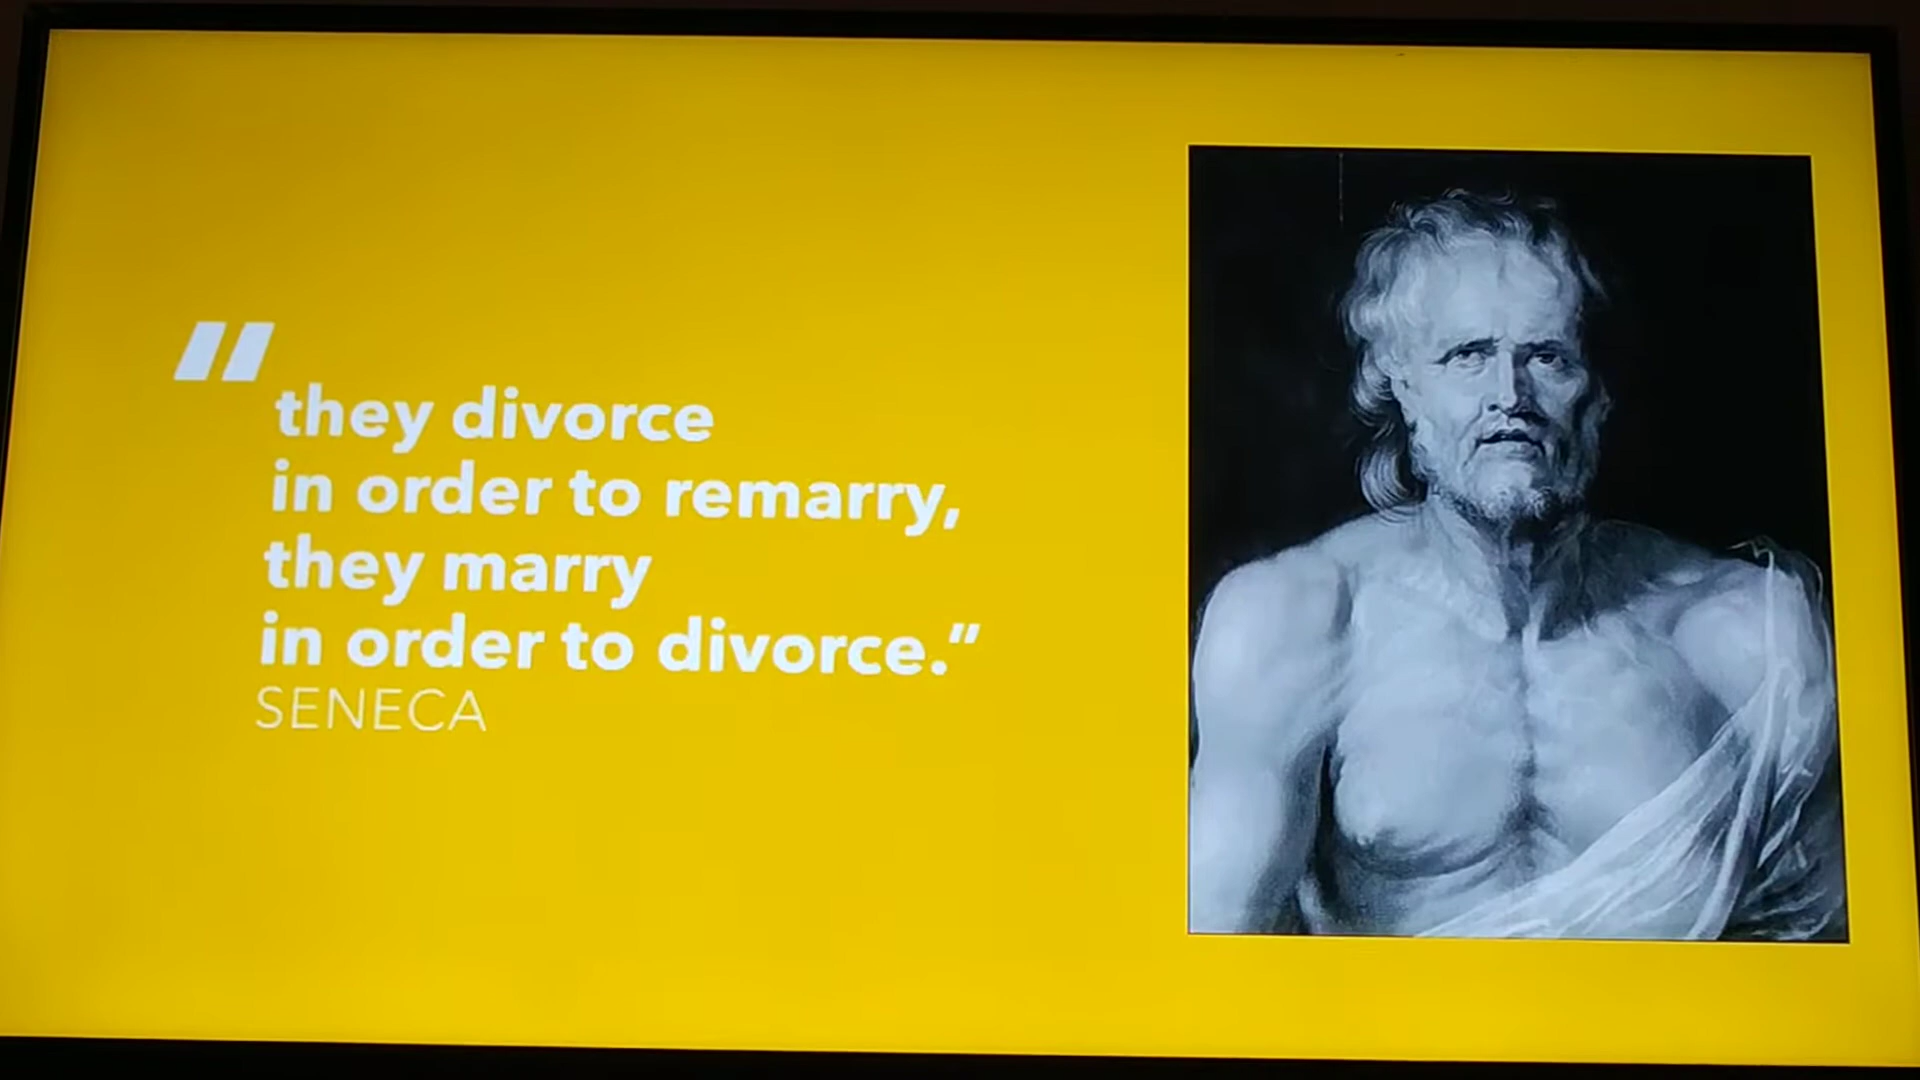 "they divorce
in order to remarry,
they marry
in order to divorce.”
SENECA